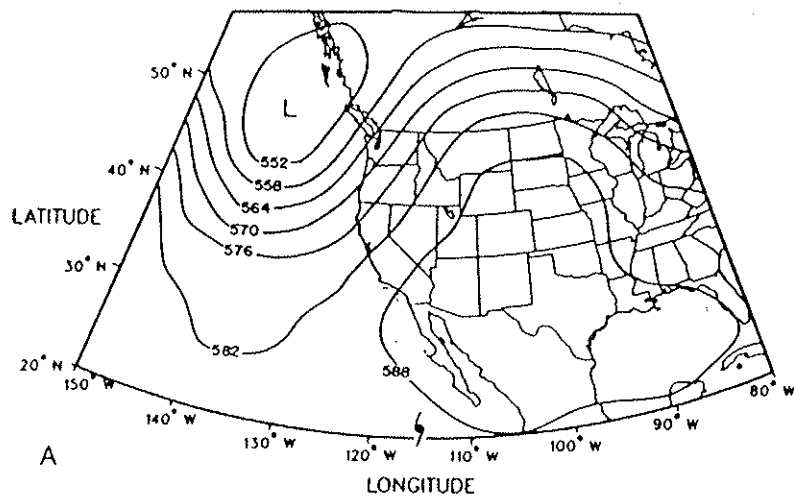 50° N
L
552
558
40° N
564
LATITUDE
570
576
30° N
582
588
20° N
150° W
140° W
130° W
120° W
110° W
100° W
90° W
80° W
A
LONGITUDE